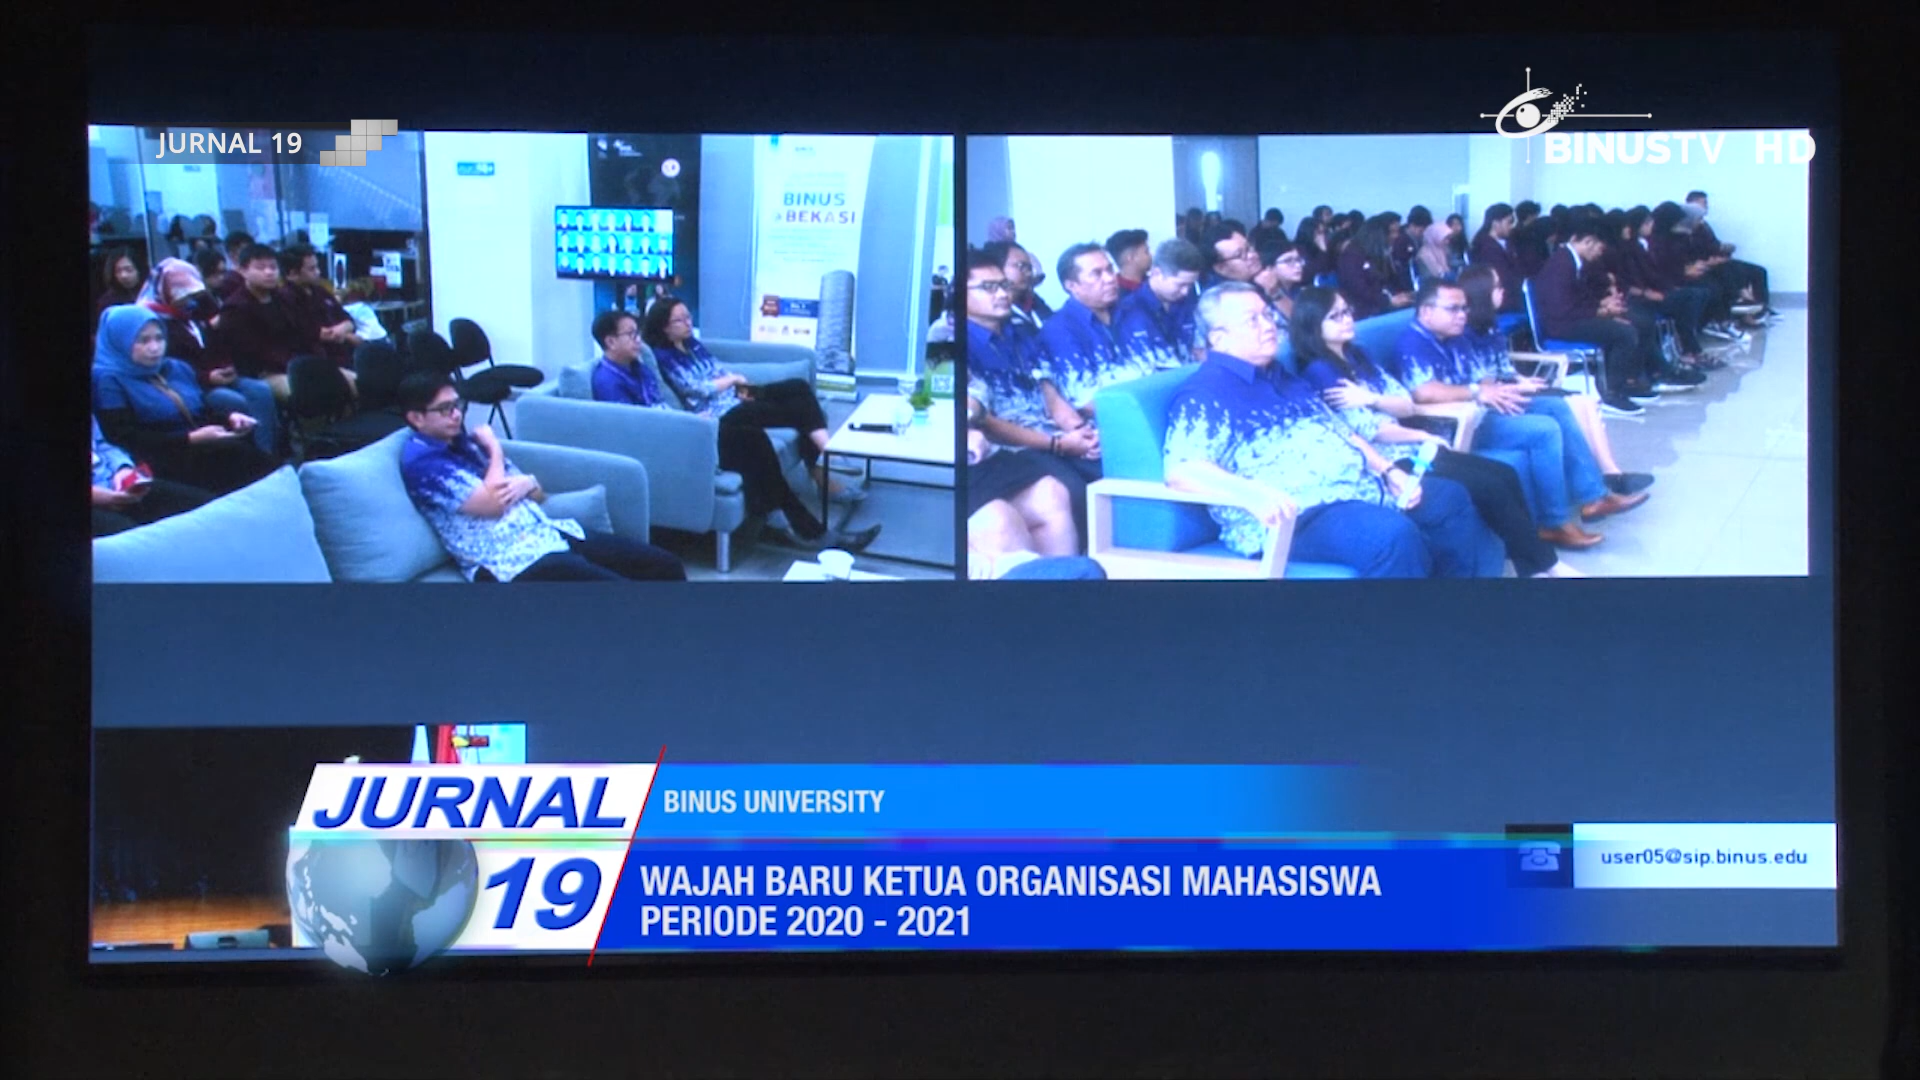 JURNAL 19
BINUSTV HD
BINUS
@ BEKASI
JURNAL
19
BINUS UNIVERSITY
WAJAH BARU KETUA ORGANISASI MAHASISWA
PERIODE 2020 - 2021
user05@sip.binus.edu